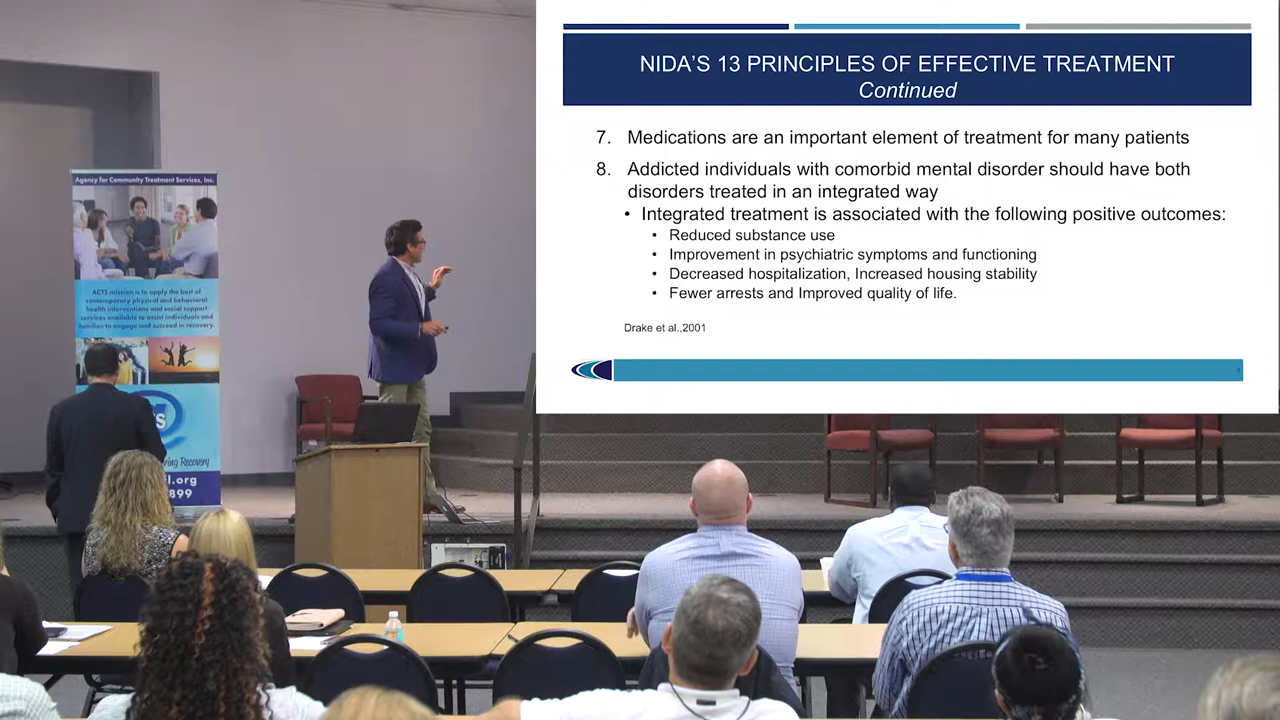 NIDA'S 13 PRINCIPLES OF EFFECTIVE TREATMENT
Continued
7. Medications are an important element of treatment for many patients
8. Addicted individuals with comorbid mental disorder should have both
disorders treated in an integrated way
• Integrated treatment is associated with the following positive outcomes:
• Reduced substance use
• Improvement in psychiatric symptoms and functioning
• Decreased hospitalization, Increased housing stability
• Fewer arrests and Improved quality of life.
Drake et al.,2001
Agency for Community Treatment Services, Inc.
ACTS mission is to apply the best of
contemporary physical and behavioral
health interventions and social support
services available to assist individuals and
families to engage and succeed in recovery.
Recovery
.org
899